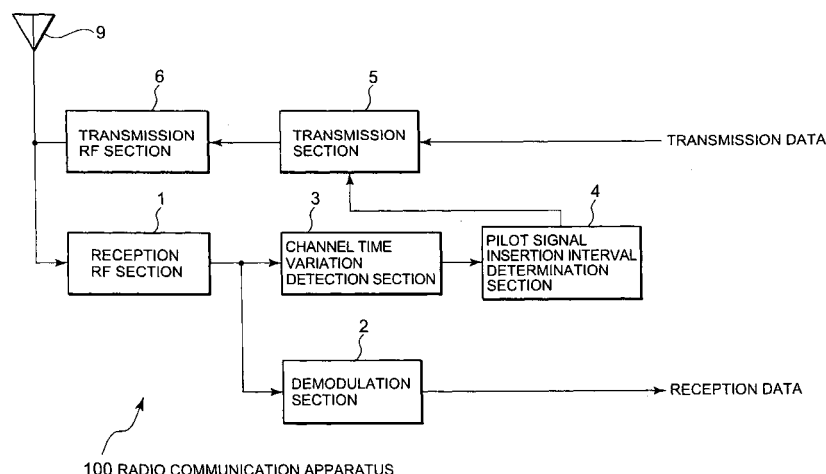 9
6
TRANSMISSION
RF SECTION
5
TRANSMISSION
SECTION
TRANSMISSION DATA
1
RECEPTION
RF SECTION
3
CHANNEL TIME
VARIATION
DETECTION SECTION
4
PILOT SIGNAL
INSERTION INTERVAL
DETERMINATION
SECTION
2
DEMODULATION
SECTION
RECEPTION DATA
100 RADIO COMMUNICATION APPARATUS